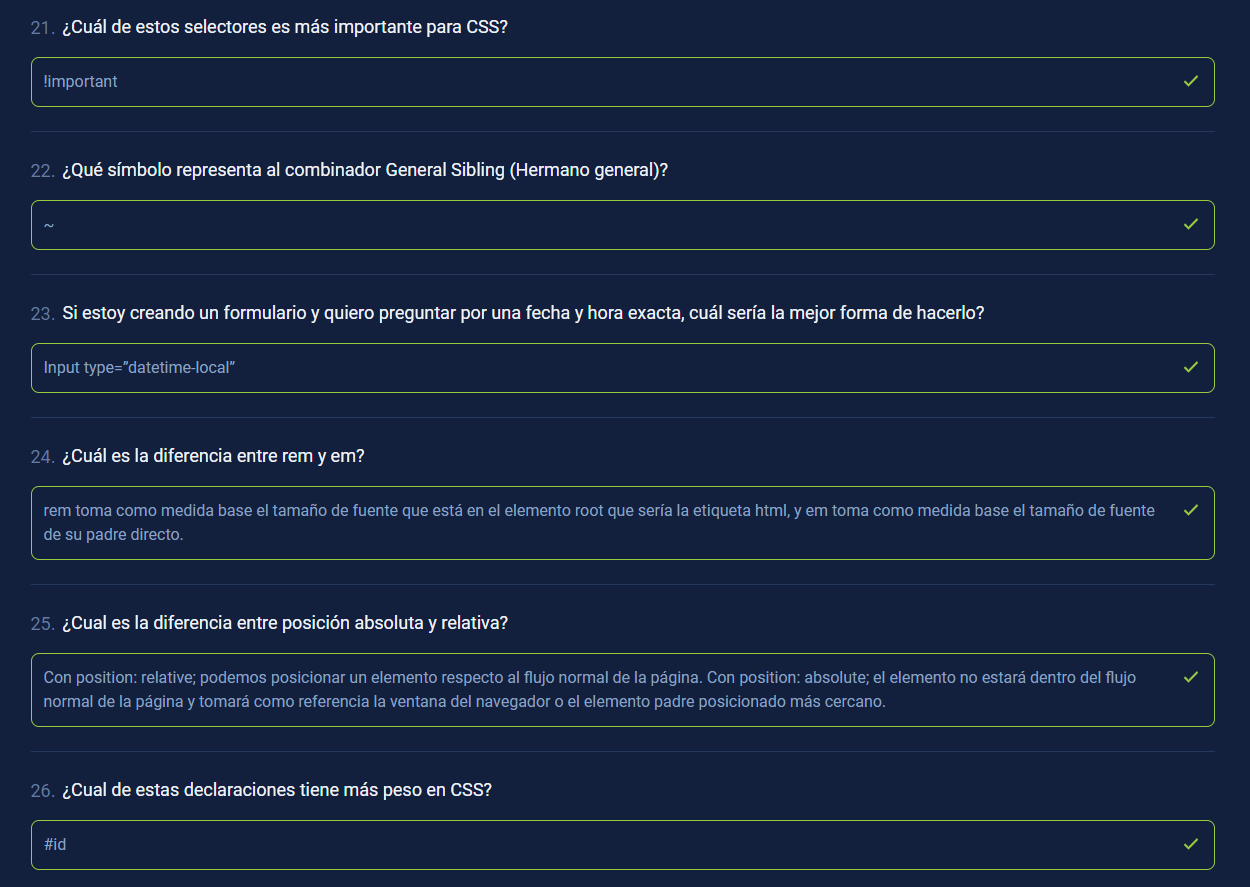 21. ¿Cuál de estos selectores es más importante para CSS?
!important
22. ¿Qué símbolo representa al combinador General Sibling (Hermano general)?
~
23. Si estoy creando un formulario y quiero preguntar por una fecha y hora exacta, cuál sería la mejor forma de hacerlo?
Input type=”datetime-local”
24. ¿Cuál es la diferencia entre rem y em?
rem toma como medida base el tamaño de fuente que está en el elemento root que sería la etiqueta html, y em toma como medida base el tamaño de fuente
de su padre directo.
25. ¿Cual es la diferencia entre posición absoluta y relativa?
Con position: relative; podemos posicionar un elemento respecto al flujo normal de la página. Con position: absolute; el elemento no estará dentro del flujo
normal de la página y tomará como referencia la ventana del navegador o el elemento padre posicionado más cercano.
26. ¿Cual de estas declaraciones tiene más peso en CSS?
#id